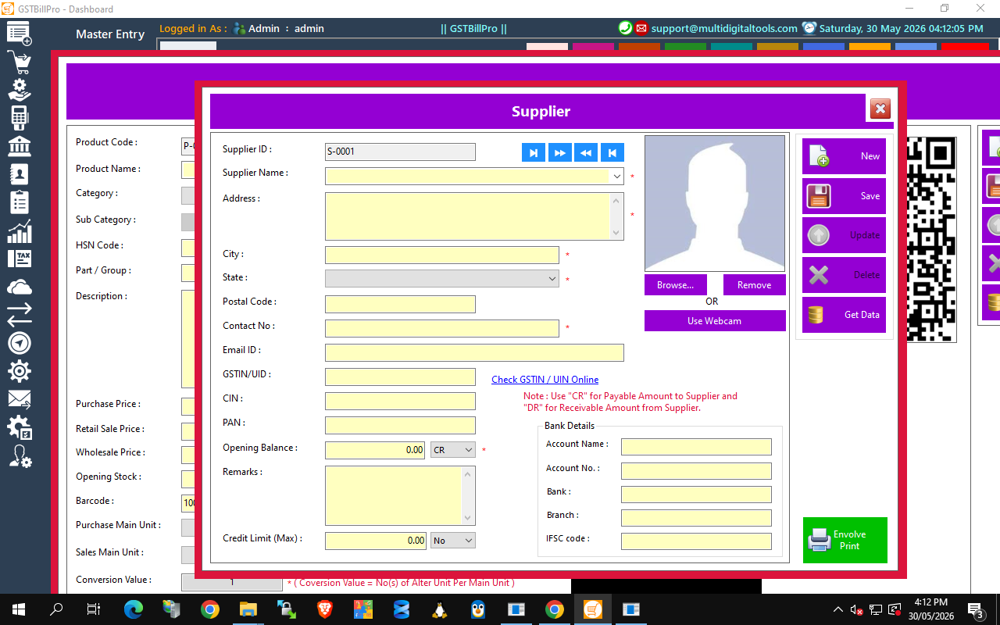 GSTBillPro - Dashboard
Master Entry
Logged in As : Admin : admin
|| GSTBillPro ||
support@multidigitaltools.com
Saturday, 30 May 2026 04:12:05 PM
Supplier
Product Code :
Product Name :
Category :
Sub Category :
HSN Code :
Part / Group :
Description :
Purchase Price :
Retail Sale Price :
Wholesale Price :
Opening Stock :
Barcode :
Purchase Main Unit :
Sales Main Unit :
Conversion Value :
1
* ( Coversion Value = No(s) of Alter Unit Per Main Unit )
Supplier ID :
S-0001
Supplier Name :
*
Address :
*
City :
*
State :
*
Postal Code :
Contact No :
*
Email ID :
GSTIN/UID :
Check GSTIN / UIN Online
CIN :
Note : Use "CR" for Payable Amount to Supplier and
"DR" for Receivable Amount from Supplier.
PAN :
Opening Balance :
0.00
CR
*
Remarks :
Credit Limit (Max) :
0.00
No
Bank Details
Account Name :
Account No. :
Bank :
Branch :
IFSC code :
Browse...
Remove
OR
Use Webcam
New
Save
Update
Delete
Get Data
Envolve
Print
TAX
4:12 PM
30/05/2026
3